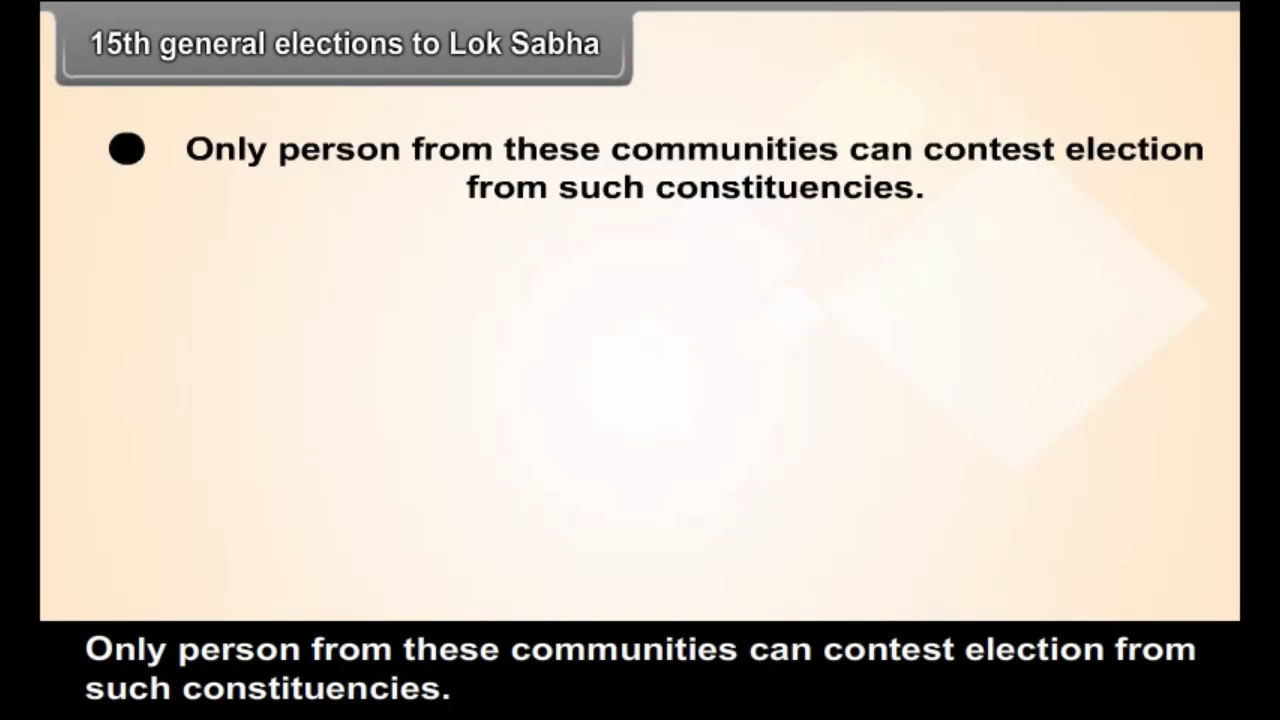 15th general elections to Lok Sabha
Only person from these communities can contest election
from such constituencies.
Only person from these communities can contest election from
such constituencies.